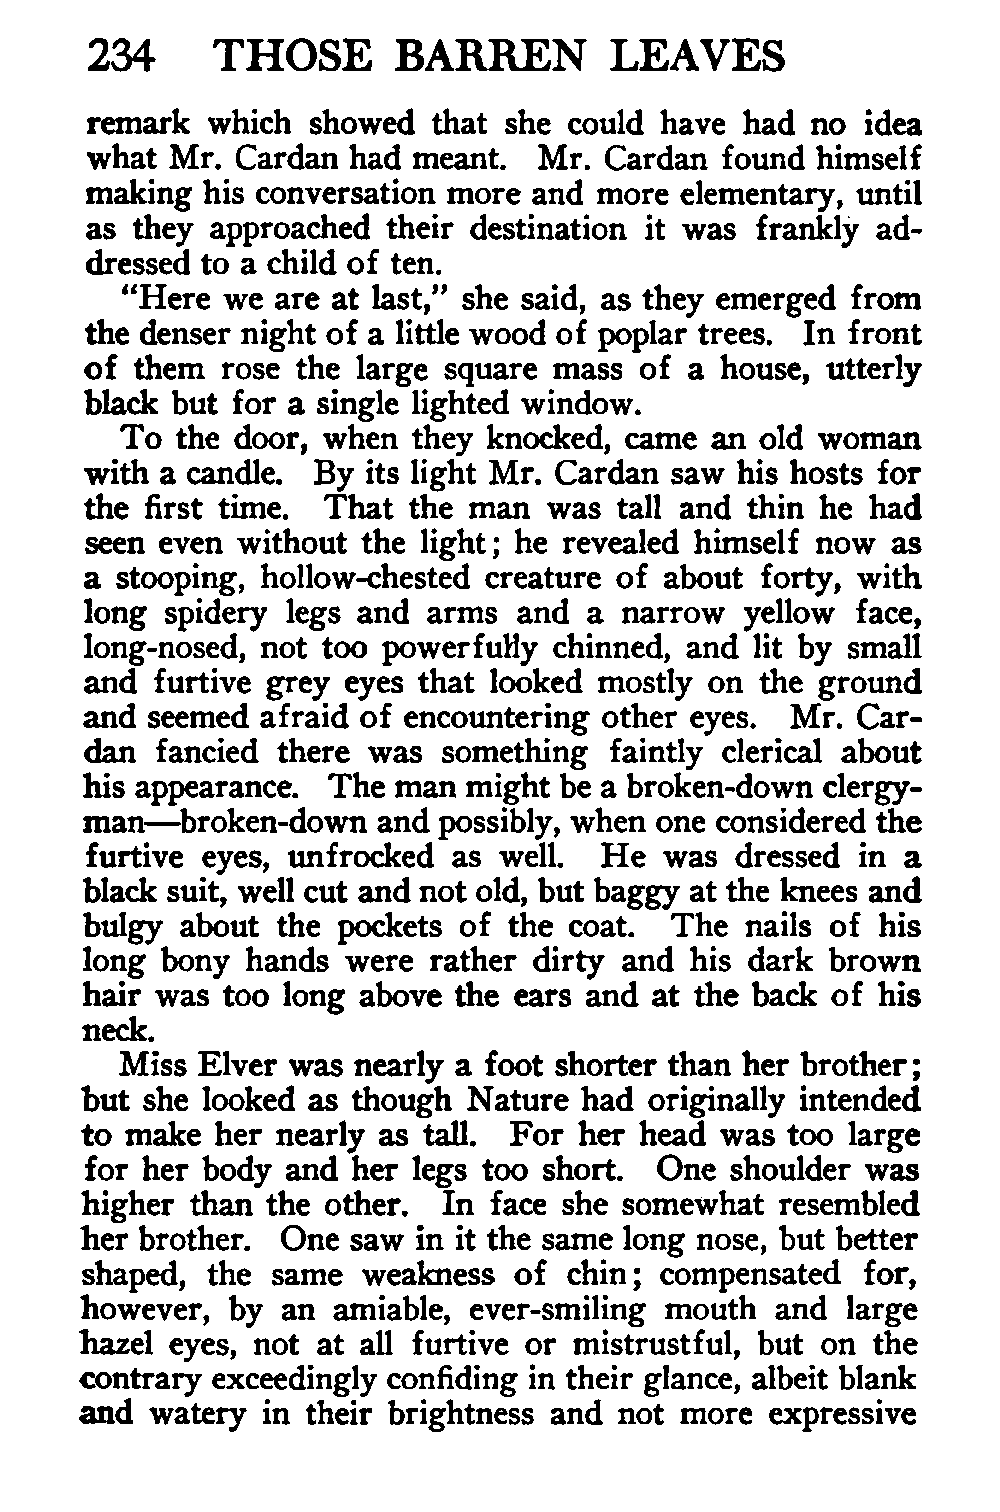 234 THOSE BARREN LEAVES
remark which showed that she could have had no idea
what Mr. Cardan had meant. Mr. Cardan found himself
making his conversation more and more elementary, until
as they approached their destination it was frankly ad-
dressed to a child of ten.
"Here we are at last," she said, as they emerged from
the denser night of a little wood of poplar trees. In front
of them rose the large square mass of a house, utterly
black but for a single lighted window.
To the door, when they knocked, came an old woman
with a candle. By its light Mr. Cardan saw his hosts for
the first time. That the man was tall and thin he had
seen even without the light; he revealed himself now as
a stooping, hollow-chested creature of about forty, with
long spidery legs and arms and a narrow yellow face,
long-nosed, not too powerfully chinned, and lit by small
and furtive grey eyes that looked mostly on the ground
and seemed afraid of encountering other eyes. Mr. Car-
dan fancied there was something faintly clerical about
his appearance. The man might be a broken-down clergy-
man—broken-down and possibly, when one considered the
furtive eyes, unfrocked as well. He was dressed in a
black suit, well cut and not old, but baggy at the knees and
bulgy about the pockets of the coat. The nails of his
long bony hands were rather dirty and his dark brown
hair was too long above the ears and at the back of his
neck.
Miss Elver was nearly a foot shorter than her brother;
but she looked as though Nature had originally intended
to make her nearly as tall. For her head was too large
for her body and her legs too short. One shoulder was
higher than the other. In face she somewhat resembled
her brother. One saw in it the same long nose, but better
shaped, the same weakness of chin; compensated for,
however, by an amiable, ever-smiling mouth and large
hazel eyes, not at all furtive or mistrustful, but on the
contrary exceedingly confiding in their glance, albeit blank
and watery in their brightness and not more expressive